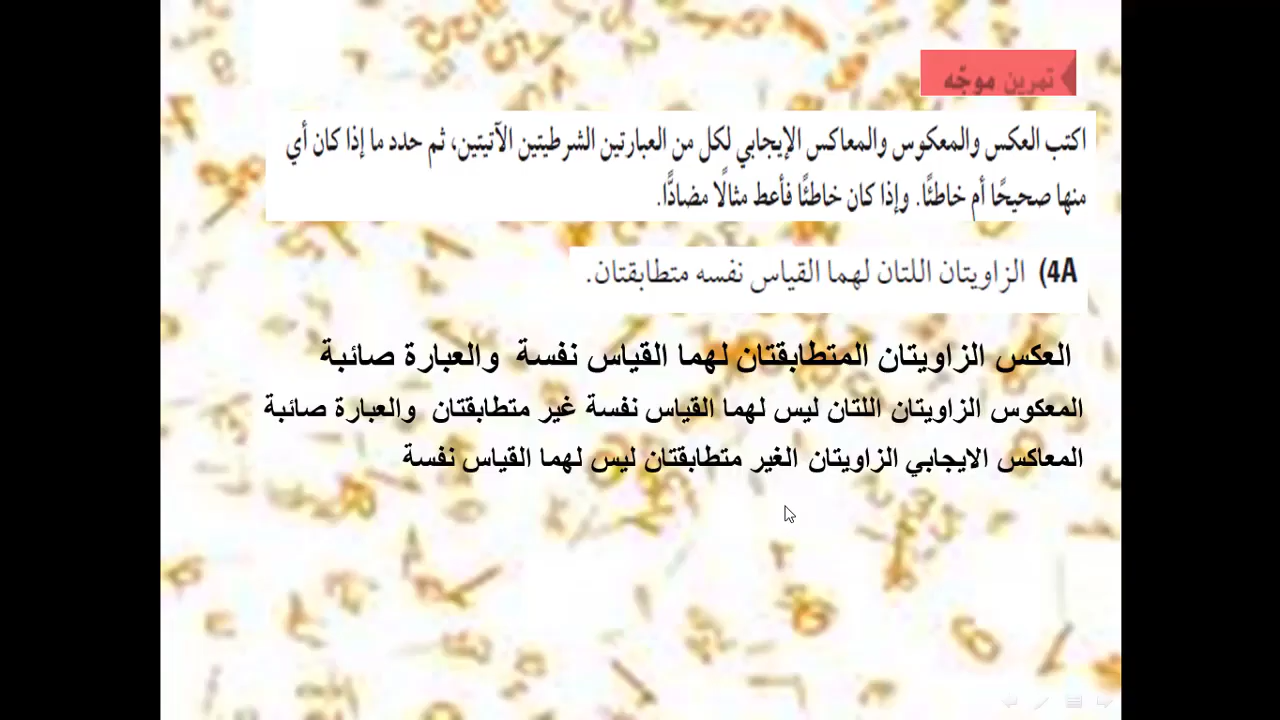 تمرين موجّه
اكتب العكس والمعكوس والمعاكس الإيجابي لكل من العبارتين الشرطيتين الآتيتين، ثم حدد ما إذا كان أي
منها صحيحًا أم خاطئًا. وإذا كان خاطئًا فأعط مثالًا مضادًّا.
4A) الزاويتان اللتان لهما القياس نفسه متطابقتان.
العكس الزاويتان المتطابقتان لهما القياس نفسة والعبارة صائبة
المعكوس الزاويتان اللتان ليس لهما القياس نفسة غير متطابقتان والعبارة صائبة
المعاكس الايجابي الزاويتان الغير متطابقتان ليس لهما القياس نفسة